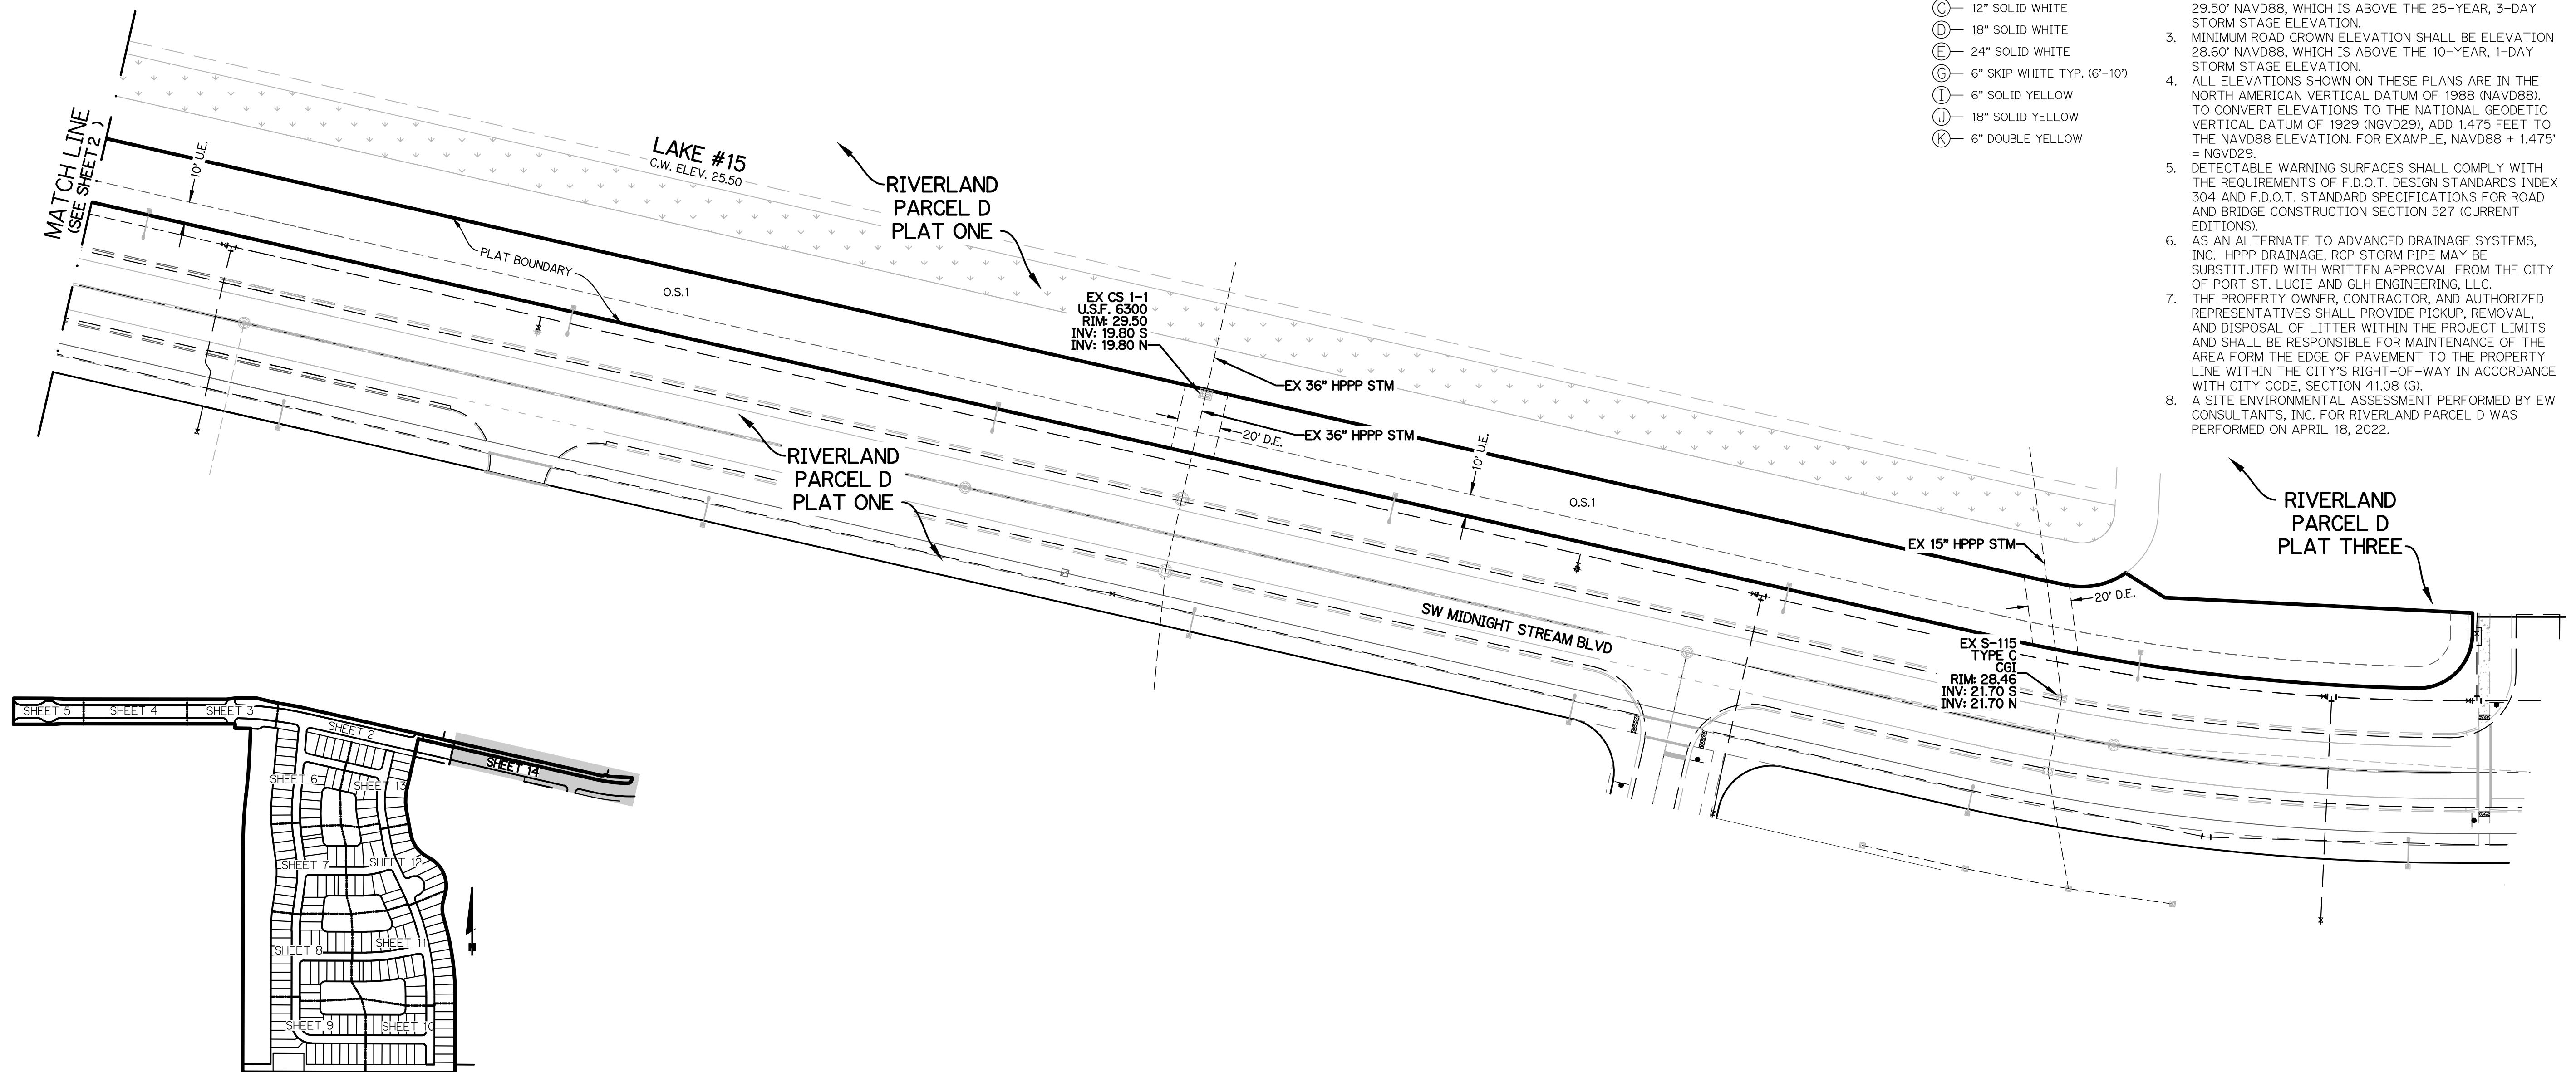 C 12" SOLID WHITE
D 18" SOLID WHITE
E 24" SOLID WHITE
G 6" SKIP WHITE TYP. (6'-10')
I 6" SOLID YELLOW
J 18" SOLID YELLOW
K 6" DOUBLE YELLOW
29.50' NAVD88, WHICH IS ABOVE THE 25-YEAR, 3-DAY
STORM STAGE ELEVATION.
3. MINIMUM ROAD CROWN ELEVATION SHALL BE ELEVATION
28.60' NAVD88, WHICH IS ABOVE THE 10-YEAR, 1-DAY
STORM STAGE ELEVATION.
4. ALL ELEVATIONS SHOWN ON THESE PLANS ARE IN THE
NORTH AMERICAN VERTICAL DATUM OF 1988 (NAVD88).
TO CONVERT ELEVATIONS TO THE NATIONAL GEODETIC
VERTICAL DATUM OF 1929 (NGVD29), ADD 1.475 FEET TO
THE NAVD88 ELEVATION. FOR EXAMPLE, NAVD88 + 1.475'
= NGVD29.
5. DETECTABLE WARNING SURFACES SHALL COMPLY WITH
THE REQUIREMENTS OF F.D.O.T. DESIGN STANDARDS INDEX
304 AND F.D.O.T. STANDARD SPECIFICATIONS FOR ROAD
AND BRIDGE CONSTRUCTION SECTION 527 (CURRENT
EDITIONS).
6. AS AN ALTERNATE TO ADVANCED DRAINAGE SYSTEMS,
INC. HPPP DRAINAGE, RCP STORM PIPE MAY BE
SUBSTITUTED WITH WRITTEN APPROVAL FROM THE CITY
OF PORT ST. LUCIE AND GLH ENGINEERING, LLC.
7. THE PROPERTY OWNER, CONTRACTOR, AND AUTHORIZED
REPRESENTATIVES SHALL PROVIDE PICKUP, REMOVAL,
AND DISPOSAL OF LITTER WITHIN THE PROJECT LIMITS
AND SHALL BE RESPONSIBLE FOR MAINTENANCE OF THE
AREA FORM THE EDGE OF PAVEMENT TO THE PROPERTY
LINE WITHIN THE CITY'S RIGHT-OF-WAY IN ACCORDANCE
WITH CITY CODE, SECTION 41.08 (G).
8. A SITE ENVIRONMENTAL ASSESSMENT PERFORMED BY EW
CONSULTANTS, INC. FOR RIVERLAND PARCEL D WAS
PERFORMED ON APRIL 18, 2022.
MATCH LINE
(SEE SHEET 2 )
10' U.E.
LAKE #15
C.W. ELEV. 25.50
RIVERLAND
PARCEL D
PLAT ONE
PLAT BOUNDARY
O.S.1
EX CS 1-1
U.S.F. 6300
RIM: 29.50
INV: 19.80 S
INV: 19.80 N
EX 36" HPPP STM
EX 36" HPPP STM
20' D.E.
10' U.E.
O.S.1
RIVERLAND
PARCEL D
PLAT ONE
RIVERLAND
PARCEL D
PLAT THREE
EX 15" HPPP STM
20' D.E.
SW MIDNIGHT STREAM BLVD
EX S-115
TYPE C
CGI
RIM: 28.46
INV: 21.70 S
INV: 21.70 N
SHEET 5
SHEET 4
SHEET 3
SHEET 2
SHEET 14
SHEET 6
SHEET 13
SHEET 7
SHEET 12
SHEET 8
SHEET 11
SHEET 9
SHEET 10
N